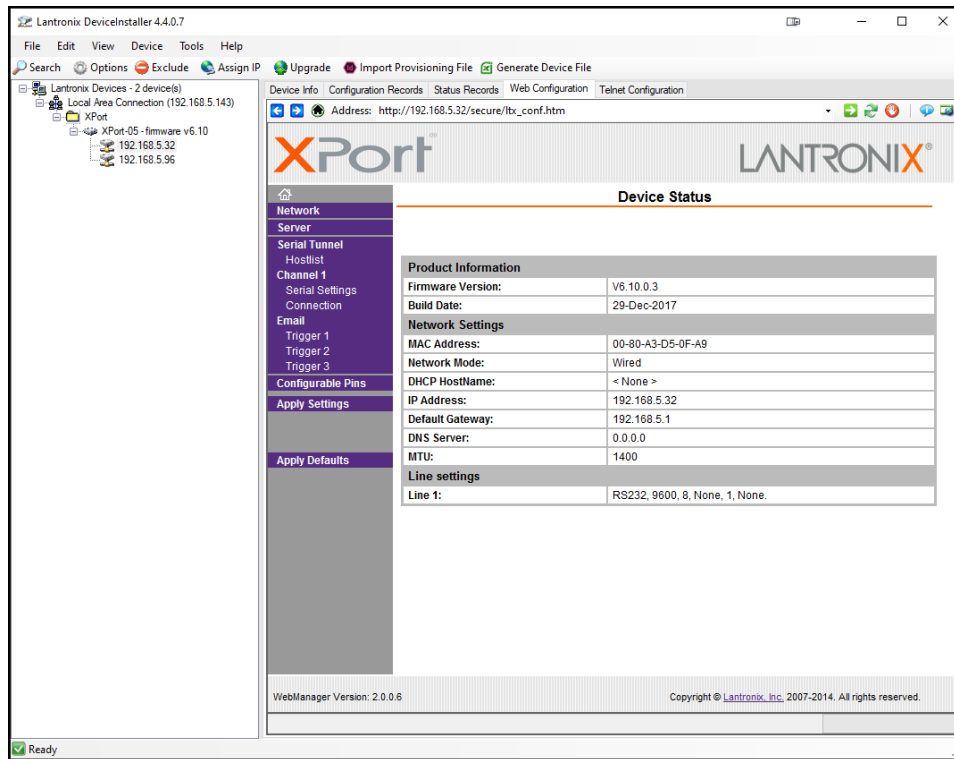 Lantronix DeviceInstaller 4.4.0.7
File Edit View Device Tools Help
Search Options Exclude Assign IP Upgrade Import Provisioning File Generate Device File
Lantronix Devices - 2 device(s)
Local Area Connection (192.168.5.143)
XPort
XPort-05 - firmware v6.10
192.168.5.32
192.168.5.96
Device Info Configuration Records Status Records Web Configuration Telnet Configuration
Address: http://192.168.5.32/secure/ltx_conf.htm
XPort®
LANTRONIX®
Network
Server
Serial Tunnel
Hostlist
Channel 1
Serial Settings
Connection
Email
Trigger 1
Trigger 2
Trigger 3
Configurable Pins
Apply Settings
Apply Defaults
Device Status
Product Information
Firmware Version: V6.10.0.3
Build Date: 29-Dec-2017
Network Settings
MAC Address: 00-80-A3-D5-0F-A9
Network Mode: Wired
DHCP HostName: < None >
IP Address: 192.168.5.32
Default Gateway: 192.168.5.1
DNS Server: 0.0.0.0
MTU: 1400
Line settings
Line 1: RS232, 9600, 8, None, 1, None.
WebManager Version: 2.0.0.6
Copyright © Lantronix, Inc. 2007-2014. All rights reserved.
Ready